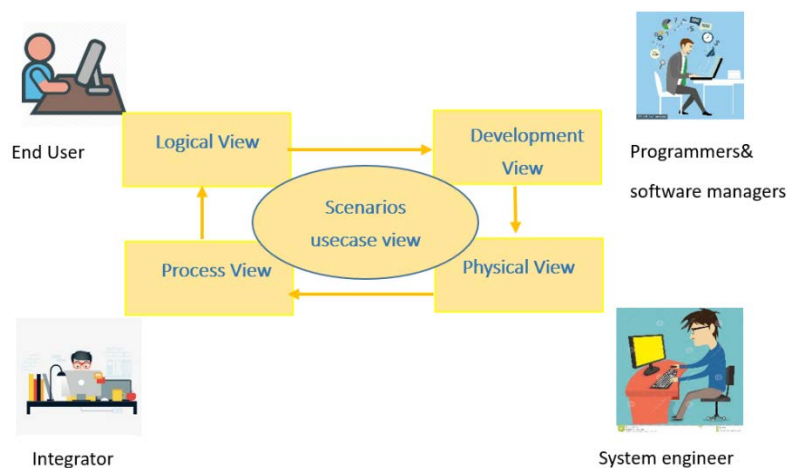 Logical View
Development
View
End User
Programmers&
software managers
Scenarios
usecase view
Process View
Physical View
Integrator
System engineer